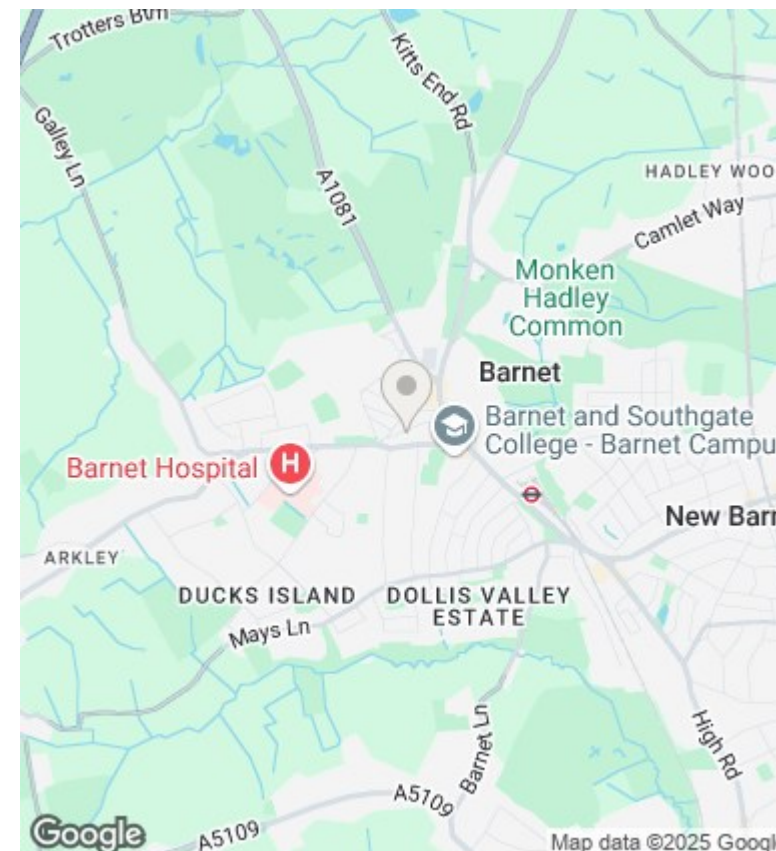 Trotters Btm
Kitts End Rd
Galley Ln
A1081
HADLEY WOO
Camlet Way
Monken
Hadley
Common
Barnet
Barnet and Southgate
College - Barnet Campu
Barnet Hospital
H
New Barn
ARKLEY
DUCKS ISLAND
DOLLIS VALLEY
ESTATE
Mays Ln
Barnet Ln
High Rd
A5109
A5109
Google
Map data ©2025 Googl